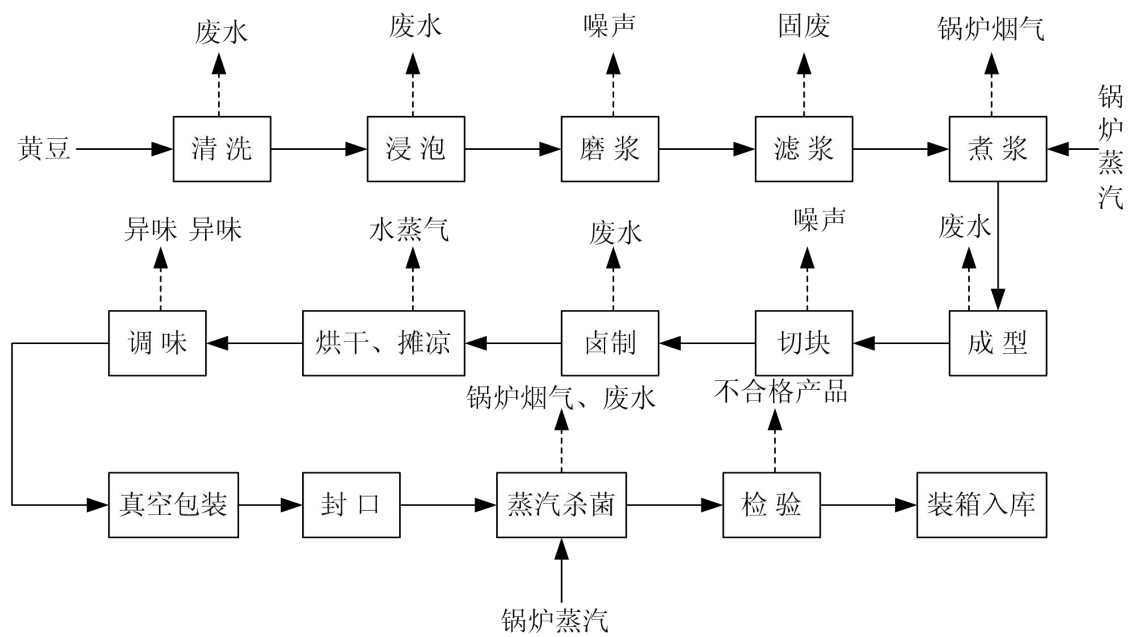 废水
废水
噪声
固废
锅炉烟气
黄豆
清 洗
浸 泡
磨 浆
滤 浆
煮 浆
锅炉蒸汽
异味 异味
水蒸气
废水
噪声
废水
调 味
烘干、摊凉
卤制
切块
成 型
锅炉烟气、废水
不合格产品
真空包装
封 口
蒸汽杀菌
检 验
装箱入库
锅炉蒸汽